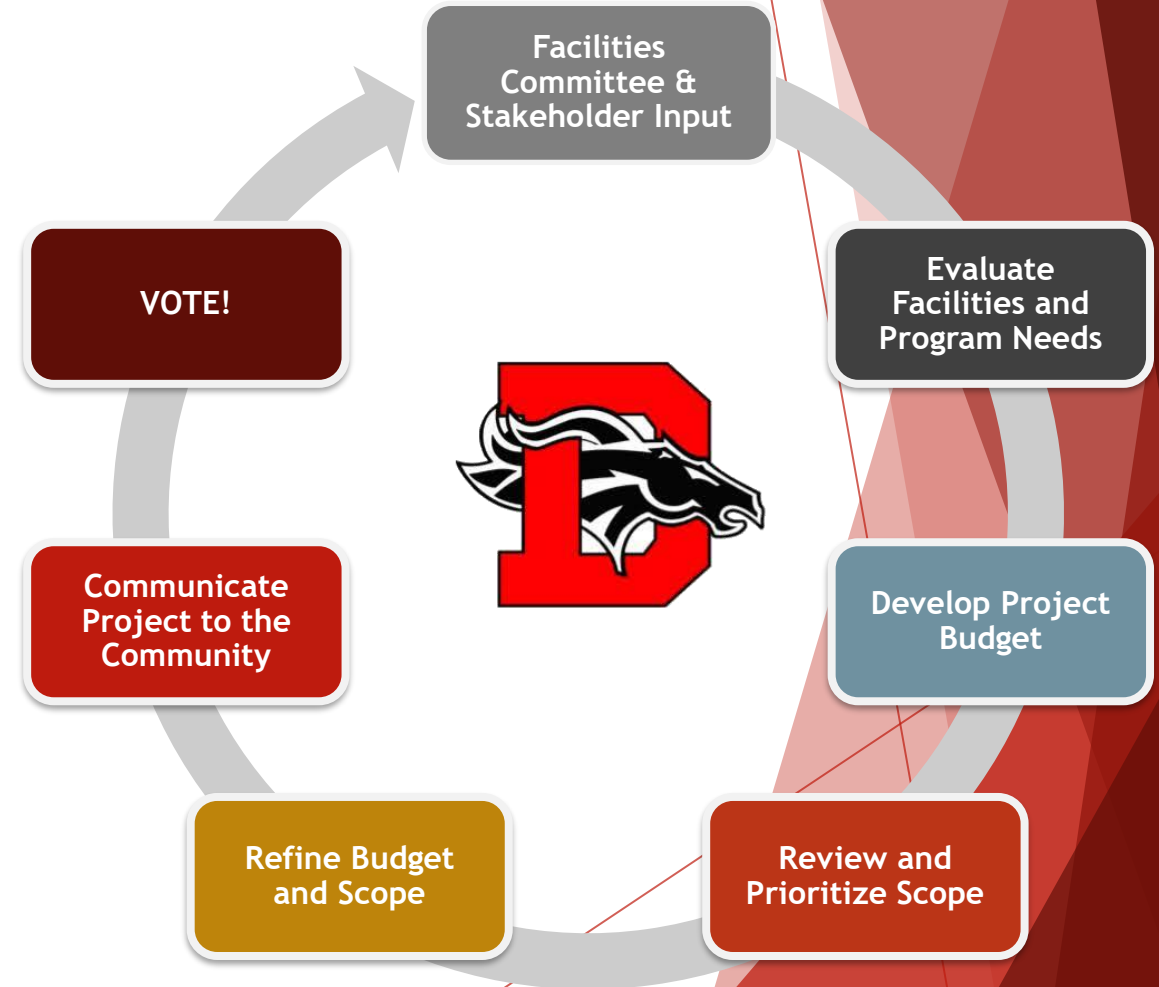 Facilities
Committee &
Stakeholder Input
Evaluate
Facilities and
Program Needs
Develop Project
Budget
Review and
Prioritize Scope
Refine Budget
and Scope
Communicate
Project to the
Community
VOTE!
D